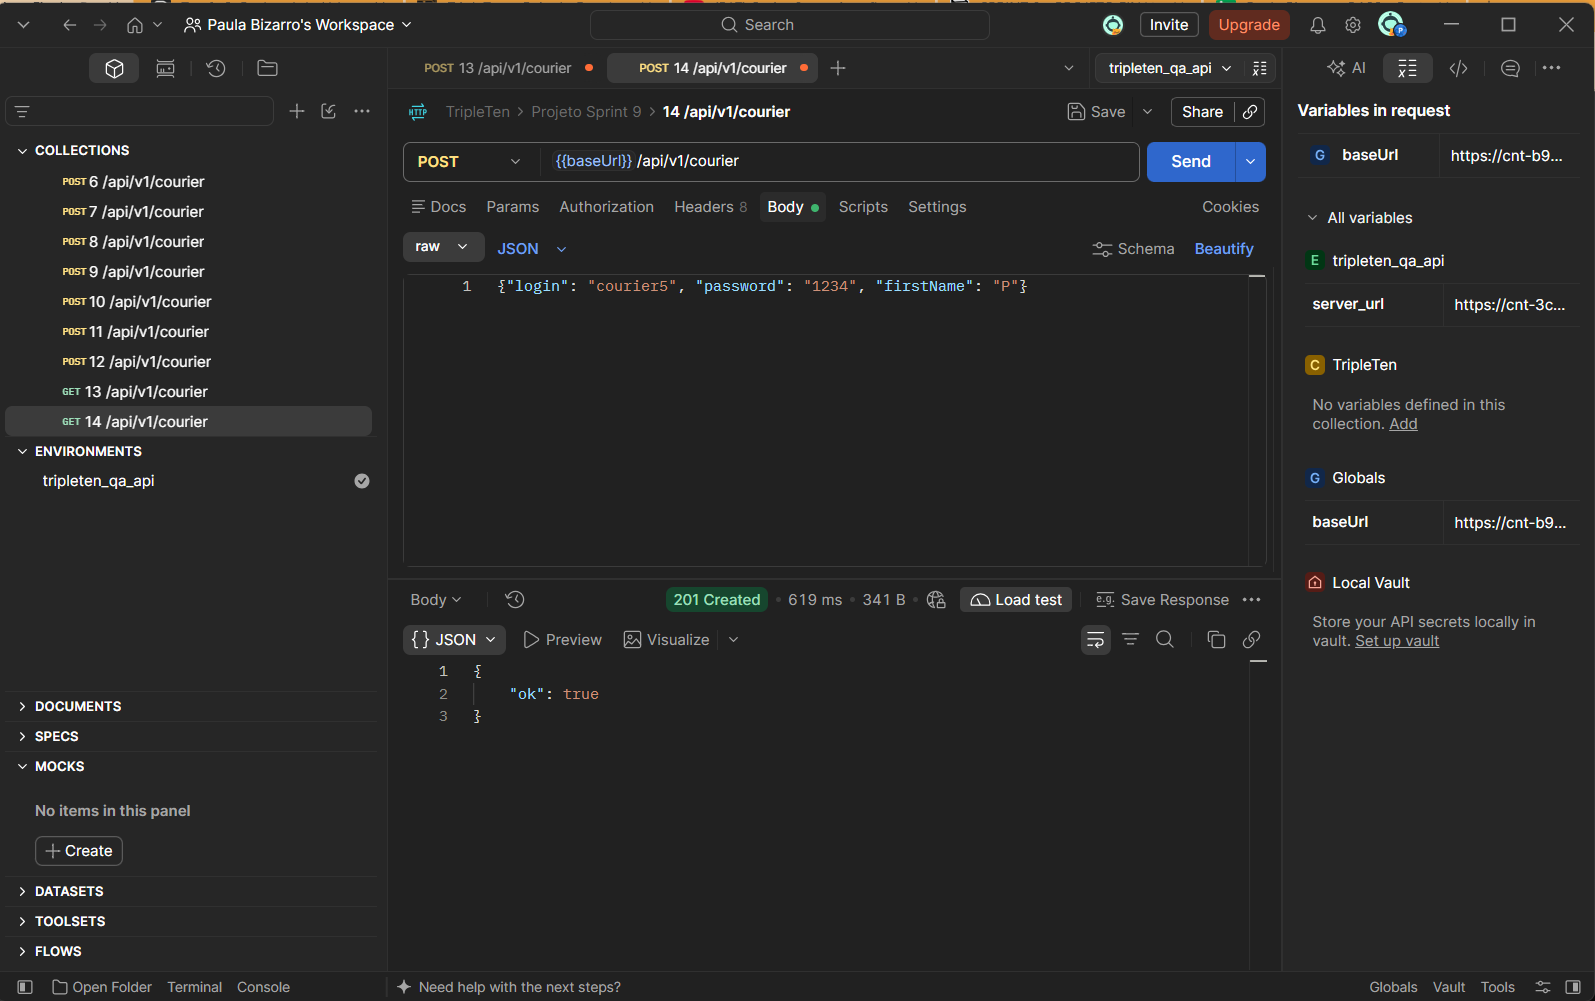 Paula Bizarro's Workspace
Search
Invite
Upgrade
POST 13 /api/v1/courier
POST 14 /api/v1/courier
tripleten_qa_api
AI
TripleTen > Projeto Sprint 9 > 14 /api/v1/courier
Save
Share
POST
{{baseUrl}} /api/v1/courier
Send
Docs
Params
Authorization
Headers 8
Body
Scripts
Settings
Cookies
raw
JSON
Schema
Beautify
1 {"login": "courier5", "password": "1234", "firstName": "P"}
COLLECTIONS
POST 6 /api/v1/courier
POST 7 /api/v1/courier
POST 8 /api/v1/courier
POST 9 /api/v1/courier
POST 10 /api/v1/courier
POST 11 /api/v1/courier
POST 12 /api/v1/courier
GET 13 /api/v1/courier
GET 14 /api/v1/courier
ENVIRONMENTS
tripleten_qa_api
DOCUMENTS
SPECS
MOCKS
No items in this panel
Create
DATASETS
TOOLSETS
FLOWS
Body
201 Created • 619 ms • 341 B
Load test
e.g. Save Response
{} JSON
Preview
Visualize
1 {
2 "ok": true
3 }
Variables in request
G baseUrl https://cnt-b9...
All variables
E tripleten_qa_api
server_url https://cnt-3c...
C TripleTen
No variables defined in this
collection. Add
G Globals
baseUrl https://cnt-b9...
Local Vault
Store your API secrets locally in
vault. Set up vault
Open Folder
Terminal
Console
Need help with the next steps?
Globals
Vault
Tools